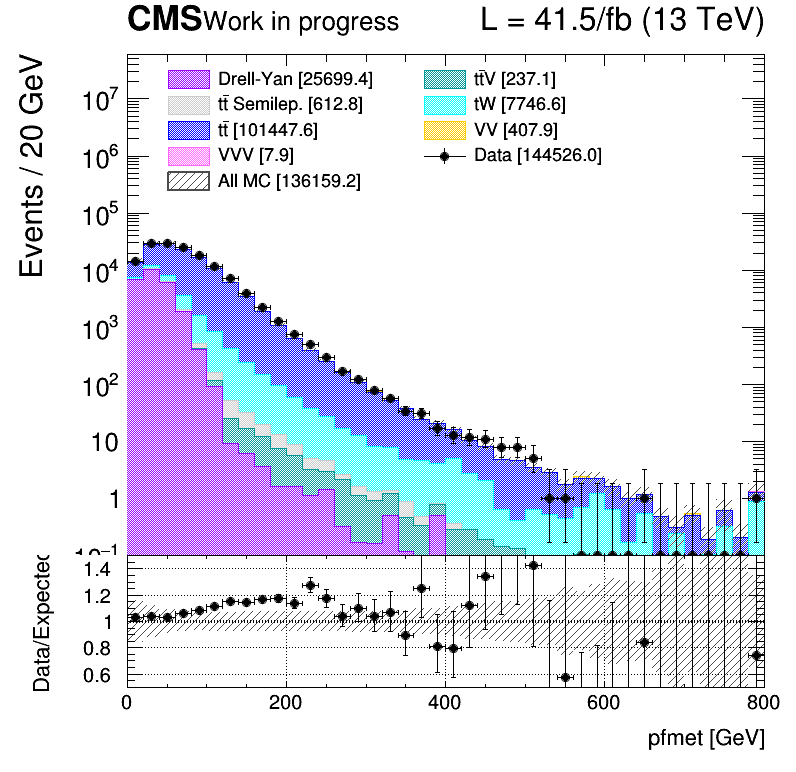 CMS Work in progress L = 41.5/fb (13 TeV)
Drell-Yan [25699.4] tt̄V [237.1]
tt̄ Semilep. [612.8] tW [7746.6]
tt̄ [101447.6] VV [407.9]
VVV [7.9] Data [144526.0]
All MC [136159.2]
Events / 20 GeV
10⁷
10⁶
10⁵
10⁴
10³
10²
10
1
10⁻¹
Data/Expected
1.4
1.2
1
0.8
0.6
0 200 400 600 800
pfmet [GeV]